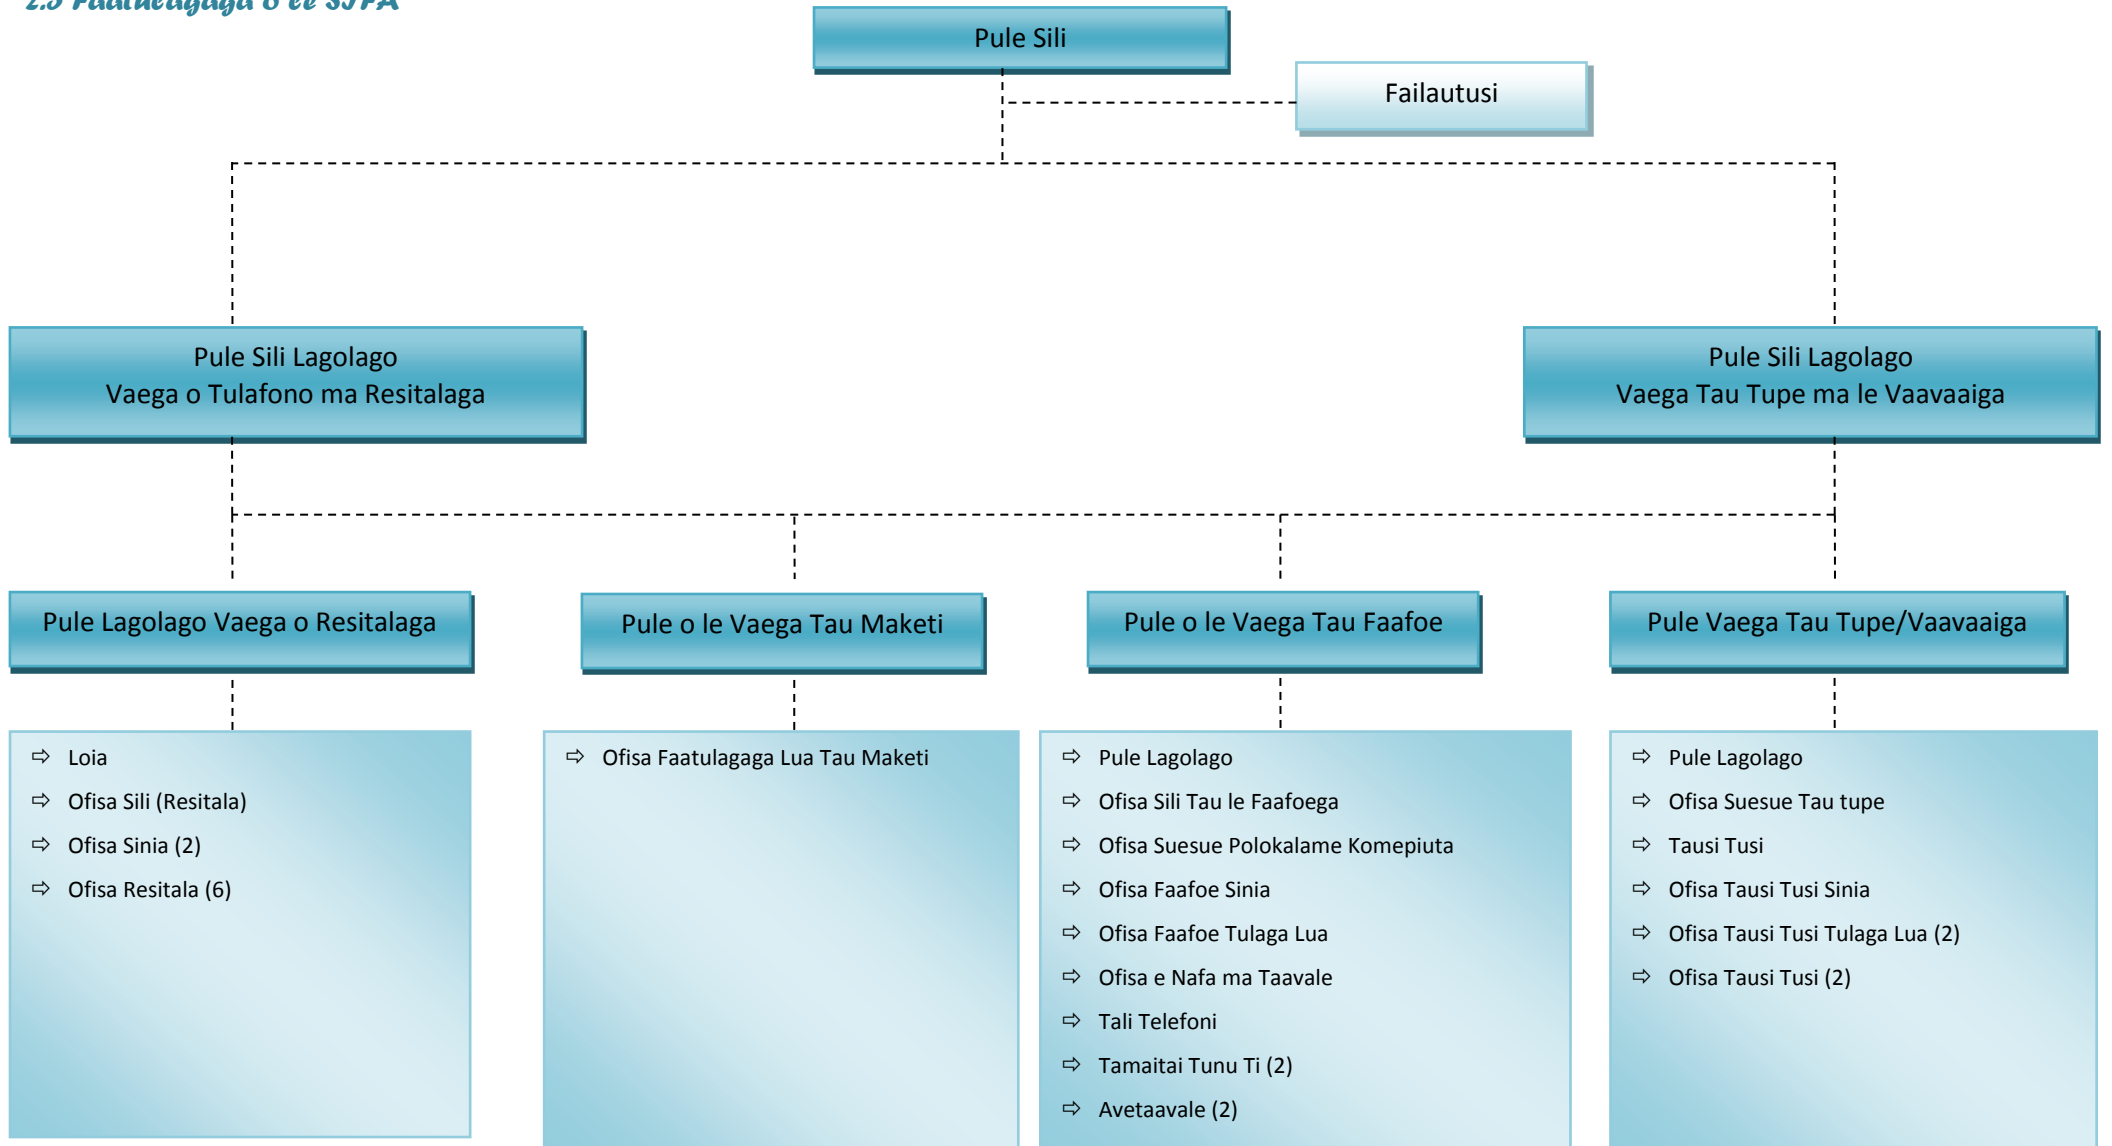 2.3 Faatulagaga o le SIFA
Pule Sili
Failautusi
Pule Sili Lagolago
Vaega o Tulafono ma Resitalaga
Pule Sili Lagolago
Vaega Tau Tupe ma le Vaavaaiga
Pule Lagolago Vaega o Resitalaga
Pule o le Vaega Tau Maketi
Pule o le Vaega Tau Faafoe
Pule Vaega Tau Tupe/Vaavaaiga
⇨ Loia
⇨ Ofisa Sili (Resitala)
⇨ Ofisa Sinia (2)
⇨ Ofisa Resitala (6)
⇨ Ofisa Faatulagaga Lua Tau Maketi
⇨ Pule Lagolago
⇨ Ofisa Sili Tau le Faafoega
⇨ Ofisa Suesue Polokalame Komepiuta
⇨ Ofisa Faafoe Sinia
⇨ Ofisa Faafoe Tulaga Lua
⇨ Ofisa e Nafa ma Taavale
⇨ Tali Telefoni
⇨ Tamaitai Tunu Ti (2)
⇨ Avetaavale (2)
⇨ Pule Lagolago
⇨ Ofisa Suesue Tau tupe
⇨ Tausi Tusi
⇨ Ofisa Tausi Tusi Sinia
⇨ Ofisa Tausi Tusi Tulaga Lua (2)
⇨ Ofisa Tausi Tusi (2)